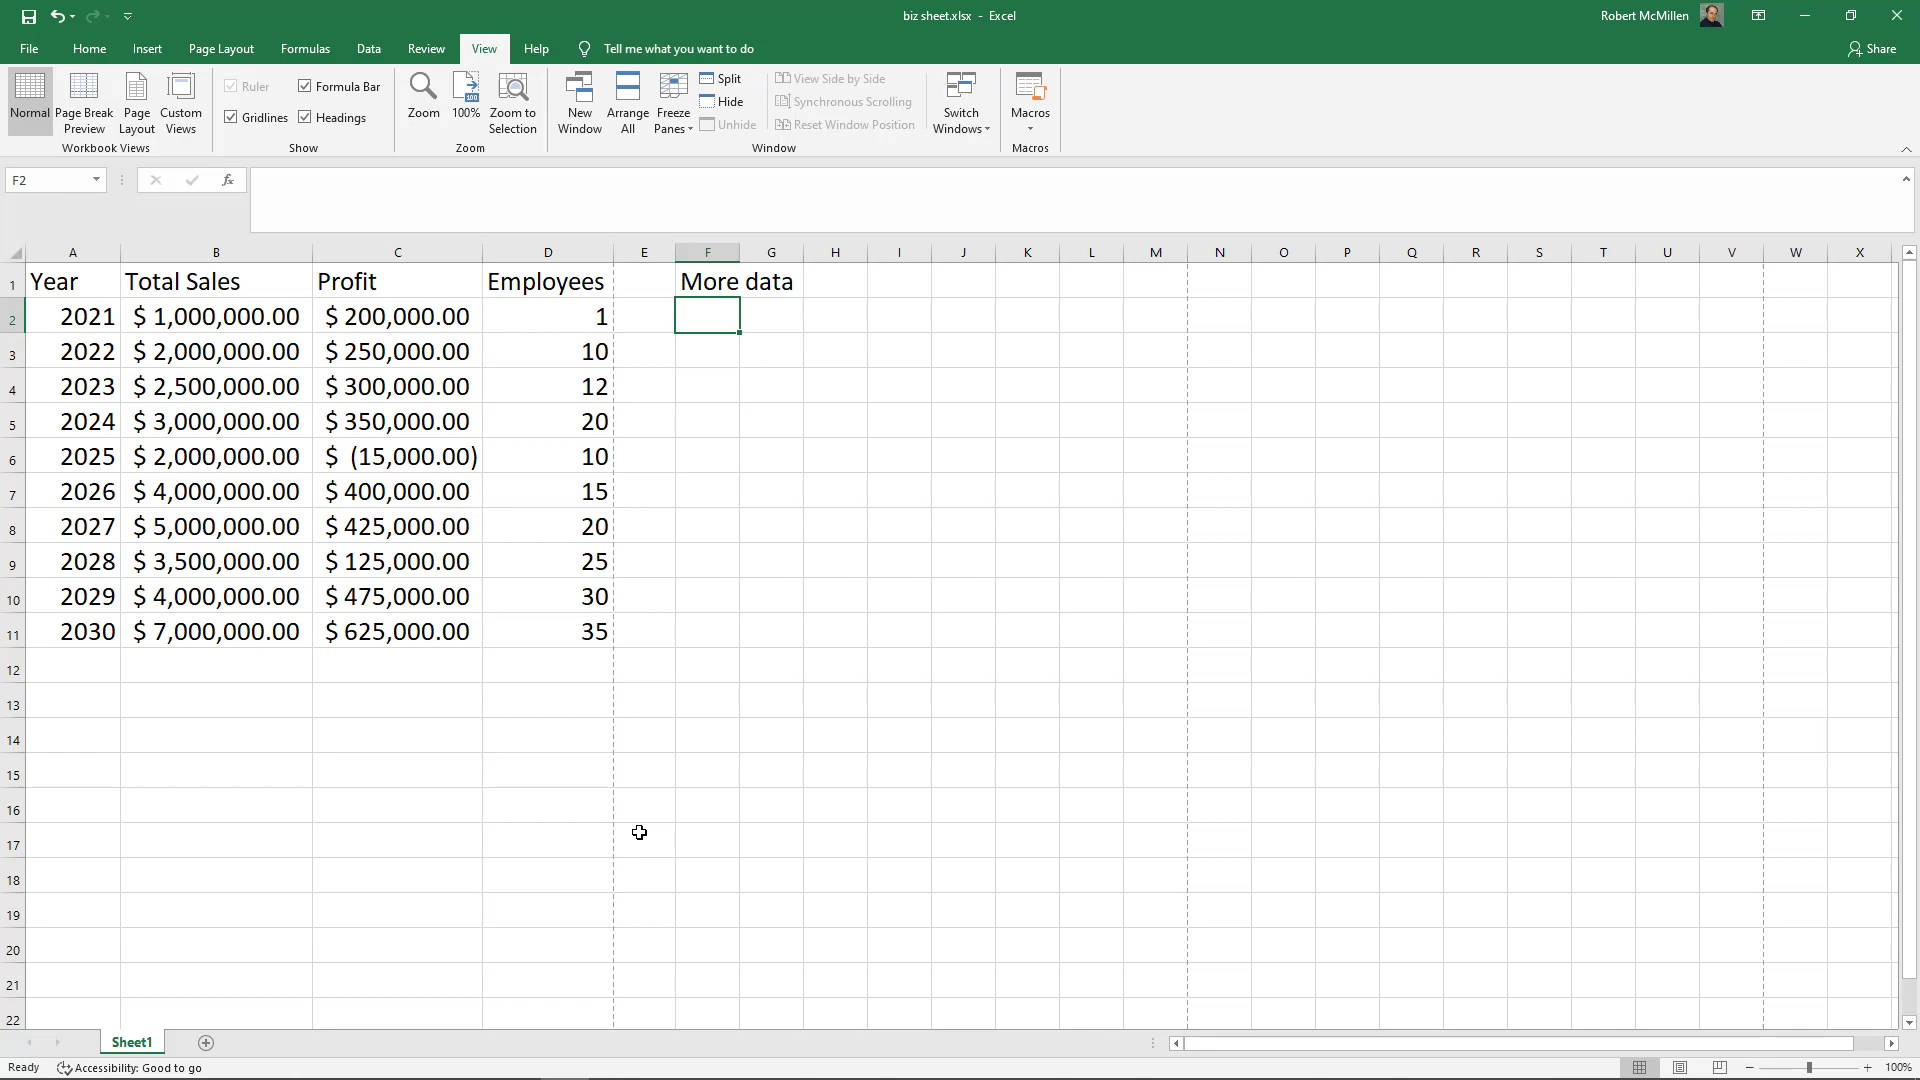 biz sheet.xlsx - Excel
Robert McMillen
File Home Insert Page Layout Formulas Data Review View Help Tell me what you want to do Share
Normal
Page Break Preview
Page Layout
Custom Views
Workbook Views
Ruler
Formula Bar
Gridlines
Headings
Show
Zoom
100%
Zoom to Selection
Zoom
New Window
Arrange All
Freeze Panes
Split
Hide
Unhide
View Side by Side
Synchronous Scrolling
Reset Window Position
Window
Switch Windows
Macros
Macros
F2
fx
A B C D E F G H I J K L M N O P Q R S T U V W X
1 Year Total Sales Profit Employees More data
2 2021 $ 1,000,000.00 $ 200,000.00 1
3 2022 $ 2,000,000.00 $ 250,000.00 10
4 2023 $ 2,500,000.00 $ 300,000.00 12
5 2024 $ 3,000,000.00 $ 350,000.00 20
6 2025 $ 2,000,000.00 $ (15,000.00) 10
7 2026 $ 4,000,000.00 $ 400,000.00 15
8 2027 $ 5,000,000.00 $ 425,000.00 20
9 2028 $ 3,500,000.00 $ 125,000.00 25
10 2029 $ 4,000,000.00 $ 475,000.00 30
11 2030 $ 7,000,000.00 $ 625,000.00 35
12
13
14
15
16
17
18
19
20
21
22
Sheet1
Ready Accessibility: Good to go 100%